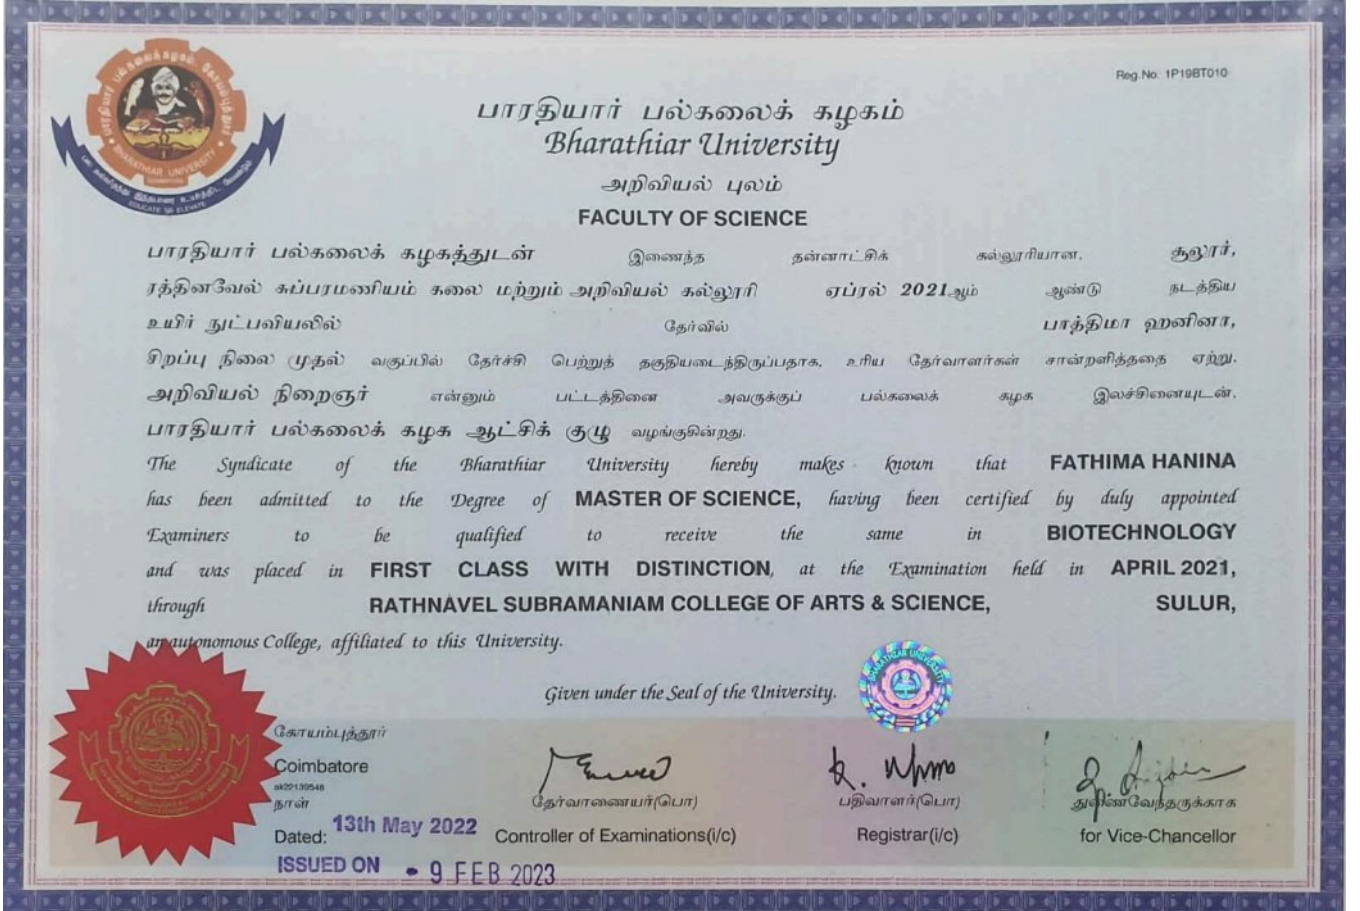 Reg.No. 1P19BT010
பாரதியார் பல்கலைக் கழகம்
Bharathiar University
அறிவியல் புலம்
FACULTY OF SCIENCE
பாரதியார் பல்கலைக் கழகத்துடன் இணைந்த தன்னாட்சிக் கல்லூரியான, சூலூர்,
ரத்தினவேல் சுப்பரமணியம் கலை மற்றும் அறிவியல் கல்லூரி ஏப்ரல் 2021ஆம் ஆண்டு நடத்திய
உயிர் நுட்பவியலில் தேர்வில் பாத்திமா ஹனினா,
சிறப்பு நிலை முதல் வகுப்பில் தேர்ச்சி பெற்றுத் தகுதியடைந்திருப்பதாக, உரிய தேர்வாளர்கள் சான்றளித்ததை ஏற்று,
அறிவியல் நிறைஞர் என்னும் பட்டத்தினை அவருக்குப் பல்கலைக் கழக இலச்சினையுடன்,
பாரதியார் பல்கலைக் கழக ஆட்சிக் குழு வழங்குகின்றது.
The Syndicate of the Bharathiar University hereby makes known that FATHIMA HANINA
has been admitted to the Degree of MASTER OF SCIENCE, having been certified by duly appointed
Examiners to be qualified to receive the same in BIOTECHNOLOGY
and was placed in FIRST CLASS WITH DISTINCTION, at the Examination held in APRIL 2021,
through RATHNAVEL SUBRAMANIAM COLLEGE OF ARTS & SCIENCE, SULUR,
an autonomous College, affiliated to this University.
Given under the Seal of the University.
BHARATHIAR UNIVERSITY
EDUCATE TO ELEVATE
கோயம்புத்தூர்
Coimbatore
ak22139548
நாள்
Dated: 13th May 2022
ISSUED ON - 9 FEB 2023
தேர்வாணையர்(பொ)
Controller of Examinations(i/c)
பதிவாளர்(பொ)
Registrar(i/c)
துணைவேந்தருக்காக
for Vice-Chancellor